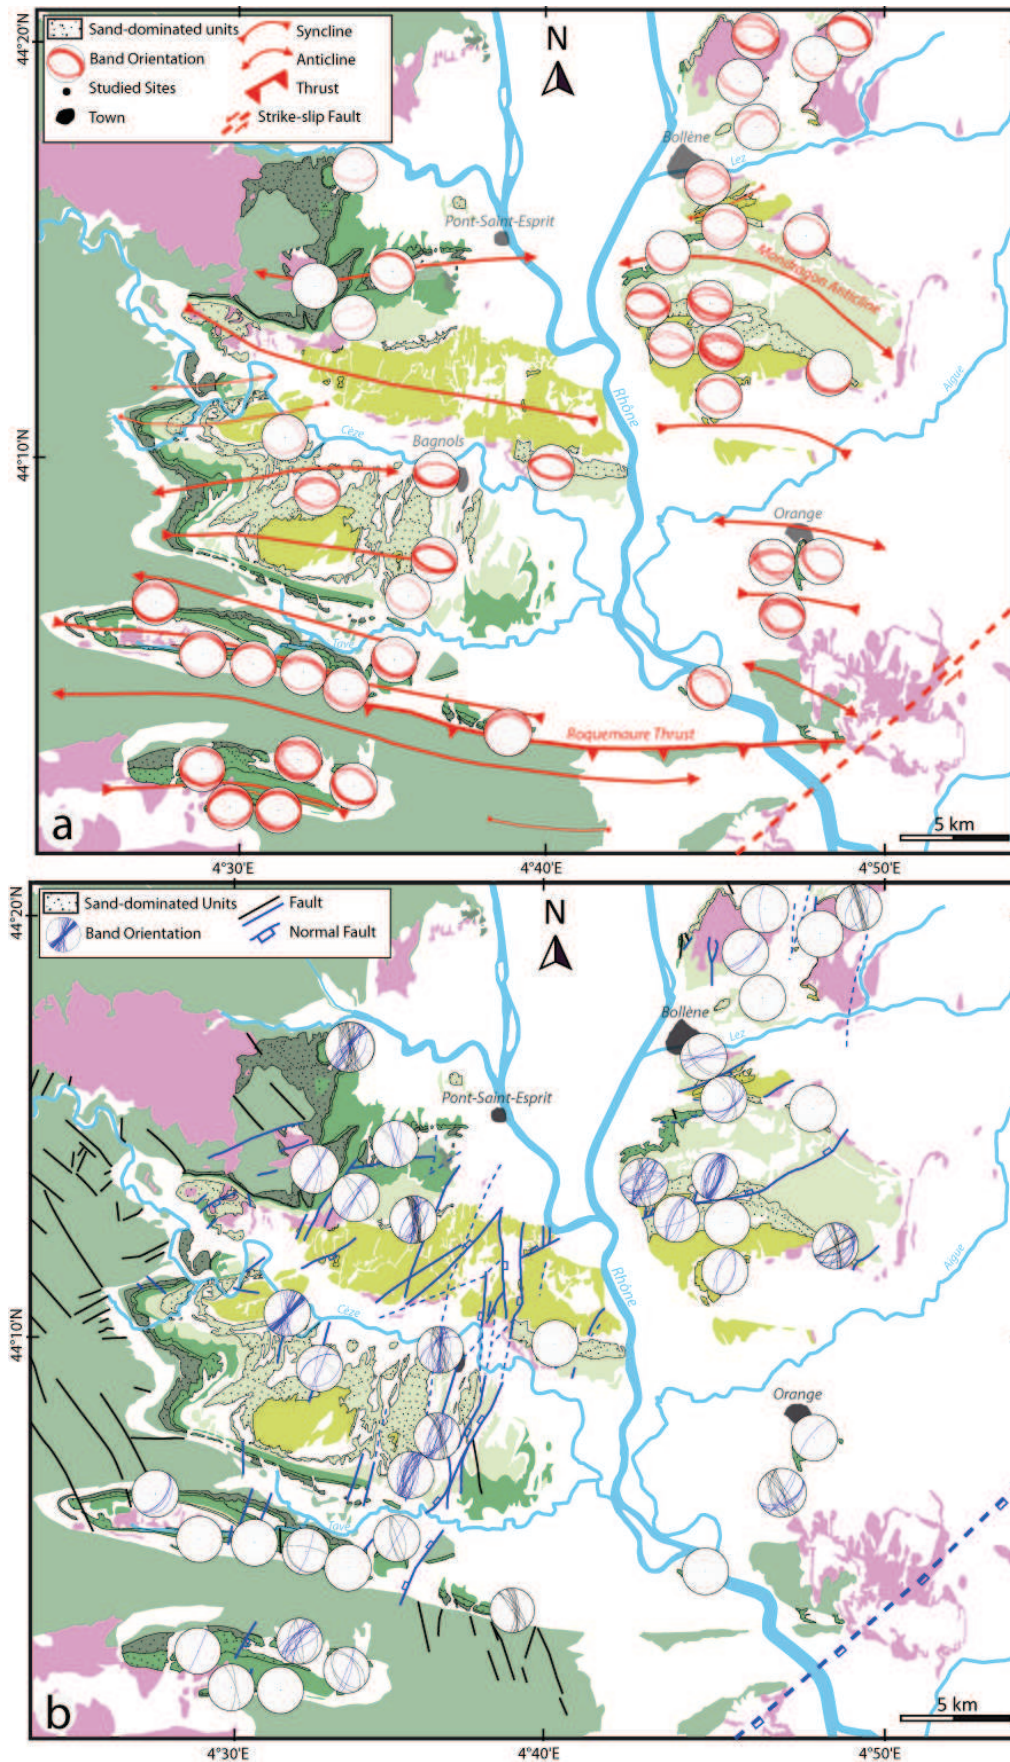 44°20'N
Sand-dominated units
Syncline
Band Orientation
Anticline
Studied Sites
Thrust
Town
Strike-slip Fault
N
Bollène
Lez
Pont-Saint-Esprit
Mondragon Anticline
Aigue
Rhône
44°10'N
Cèze
Bagnols
Orange
Tave
Roquemaure Thrust
a
5 km
4°30'E
4°40'E
4°50'E
44°20'N
Sand-dominated Units
Fault
Band Orientation
Normal Fault
N
Bollène
Lez
Pont-Saint-Esprit
Aigue
Rhône
44°10'N
Cèze
Orange
Tave
b
5 km
4°30'E
4°40'E
4°50'E